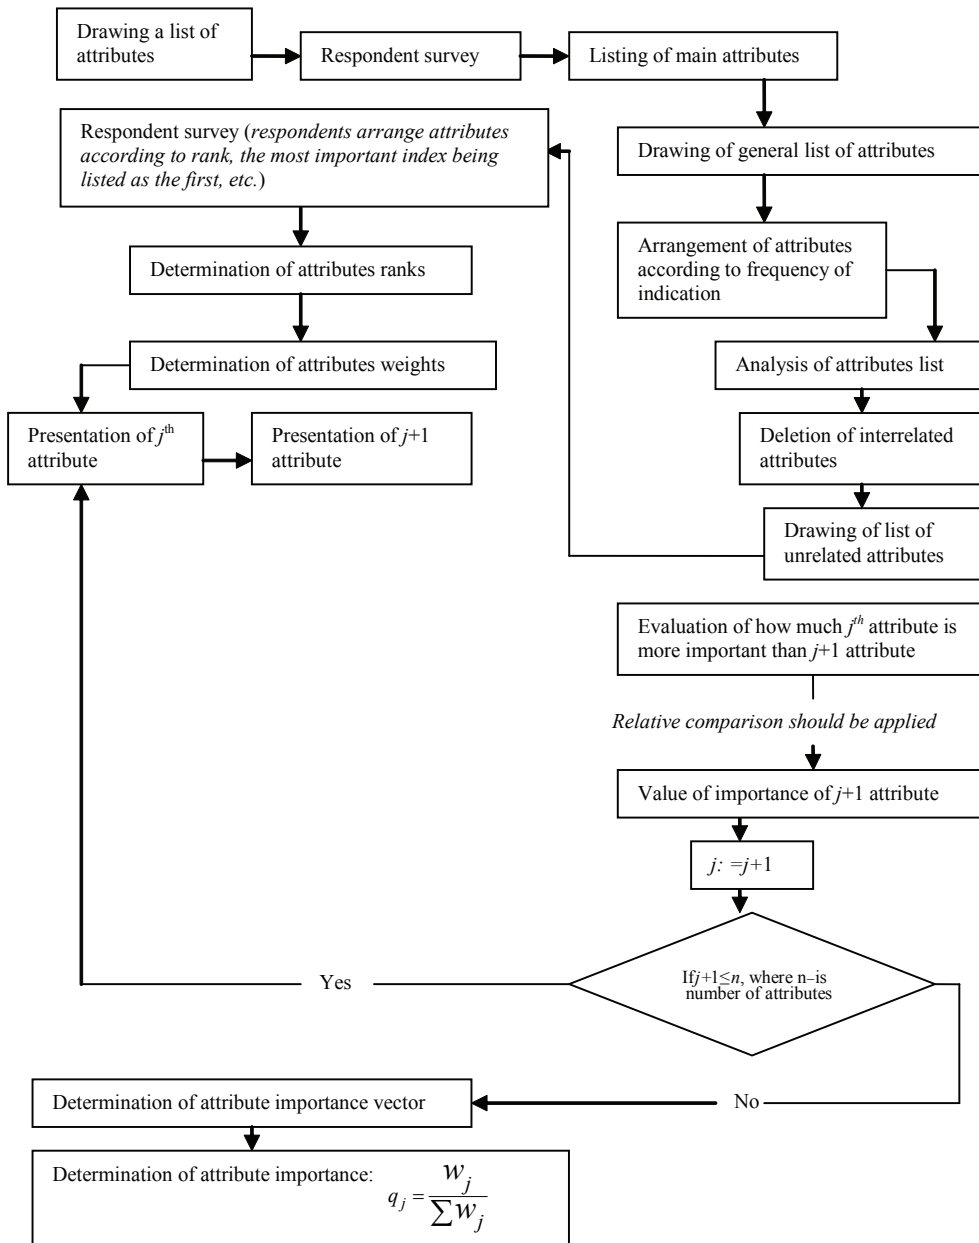 Drawing a list of
attributes
Respondent survey
Listing of main attributes
Respondent survey (respondents arrange attributes
according to rank, the most important index being
listed as the first, etc.)
Drawing of general list of attributes
Arrangement of attributes
according to frequency of
indication
Determination of attributes ranks
Determination of attributes weights
Analysis of attributes list
Presentation of jth
attribute
Presentation of j+1
attribute
Deletion of interrelated
attributes
Drawing of list of
unrelated attributes
Evaluation of how much jth attribute is
more important than j+1 attribute
Relative comparison should be applied
Value of importance of j+1 attribute
j: =j+1
If j+1≤n, where n–is
number of attributes
Yes
No
Determination of attribute importance vector
Determination of attribute importance: q_j = w_j / ∑ w_j